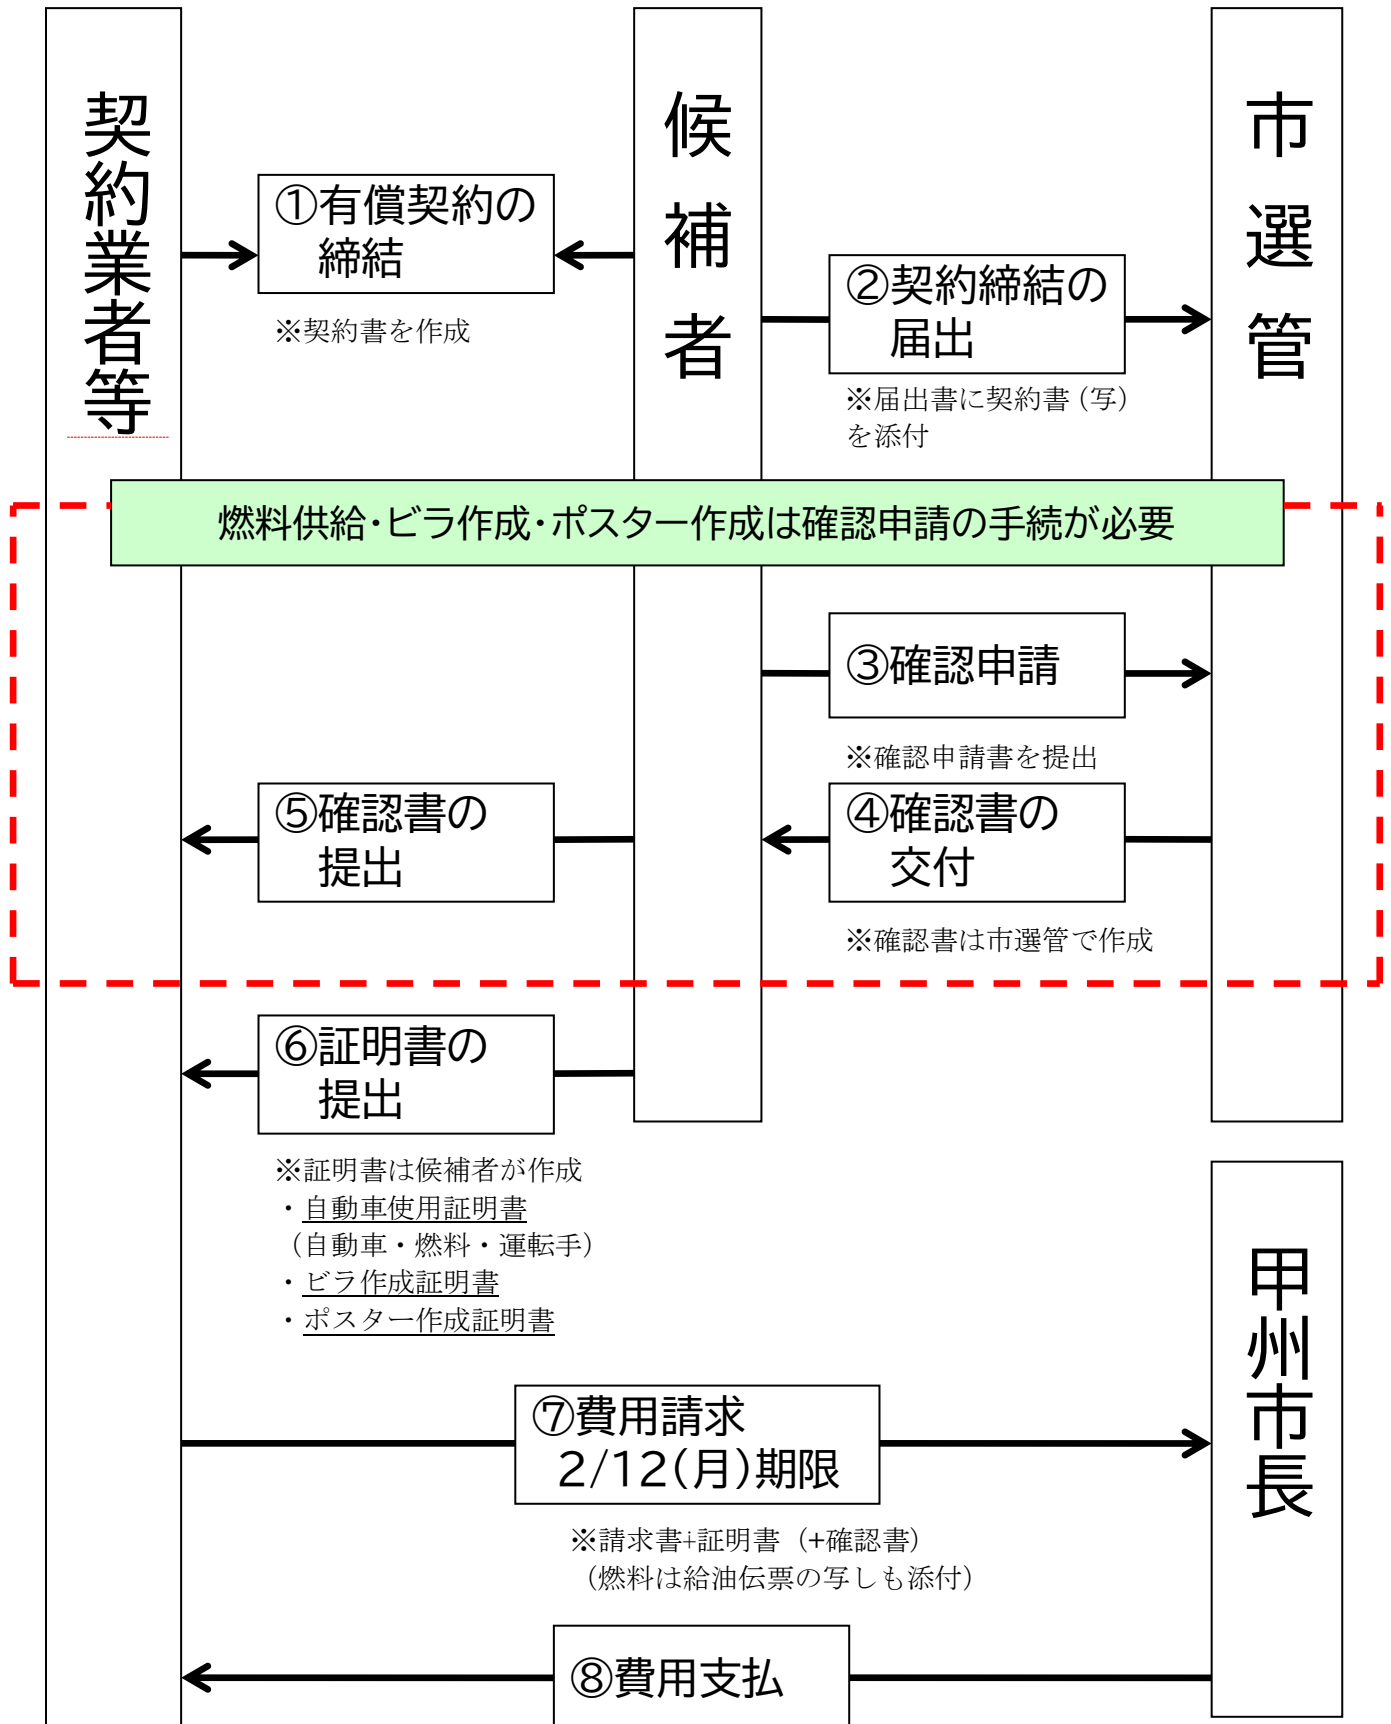 契約業者等
候補者
市選管
①有償契約の
締結
※契約書を作成
②契約締結の
届出
※届出書に契約書（写）
を添付
燃料供給・ビラ作成・ポスター作成は確認申請の手続が必要
③確認申請
※確認申請書を提出
④確認書の
交付
※確認書は市選管で作成
⑤確認書の
提出
⑥証明書の
提出
※証明書は候補者が作成
・自動車使用証明書
（自動車・燃料・運転手）
・ビラ作成証明書
・ポスター作成証明書
甲州市長
⑦費用請求
2/12(月)期限
※請求書+証明書（+確認書）
（燃料は給油伝票の写しも添付）
⑧費用支払